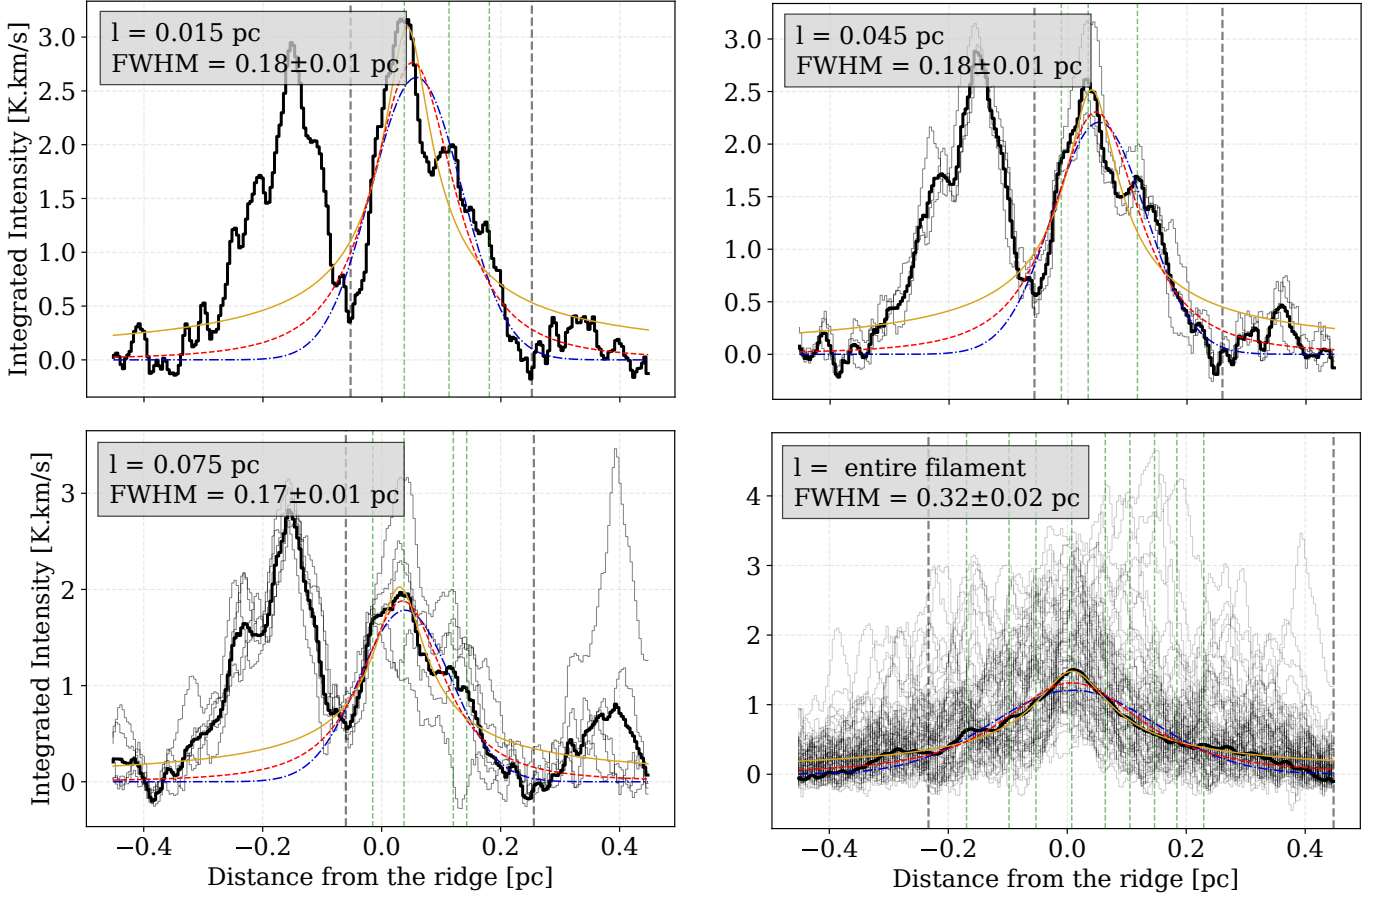 l = 0.015 pc
FWHM = 0.18±0.01 pc
Integrated Intensity [K.km/s]
3.0
2.5
2.0
1.5
1.0
0.5
0.0
l = 0.045 pc
FWHM = 0.18±0.01 pc
3.0
2.5
2.0
1.5
1.0
0.5
0.0
l = 0.075 pc
FWHM = 0.17±0.01 pc
Integrated Intensity [K.km/s]
3
2
1
0
−0.4 −0.2 0.0 0.2 0.4
Distance from the ridge [pc]
l = entire filament
FWHM = 0.32±0.02 pc
4
3
2
1
0
−0.4 −0.2 0.0 0.2 0.4
Distance from the ridge [pc]